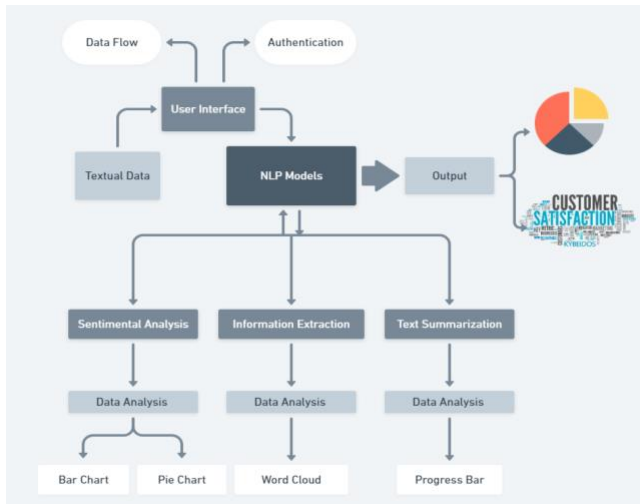 Data Flow
Authentication
User Interface
Textual Data
NLP Models
Output
CUSTOMER
SATISFACTION
Sentimental Analysis
Information Extraction
Text Summarization
Data Analysis
Data Analysis
Data Analysis
Bar Chart
Pie Chart
Word Cloud
Progress Bar